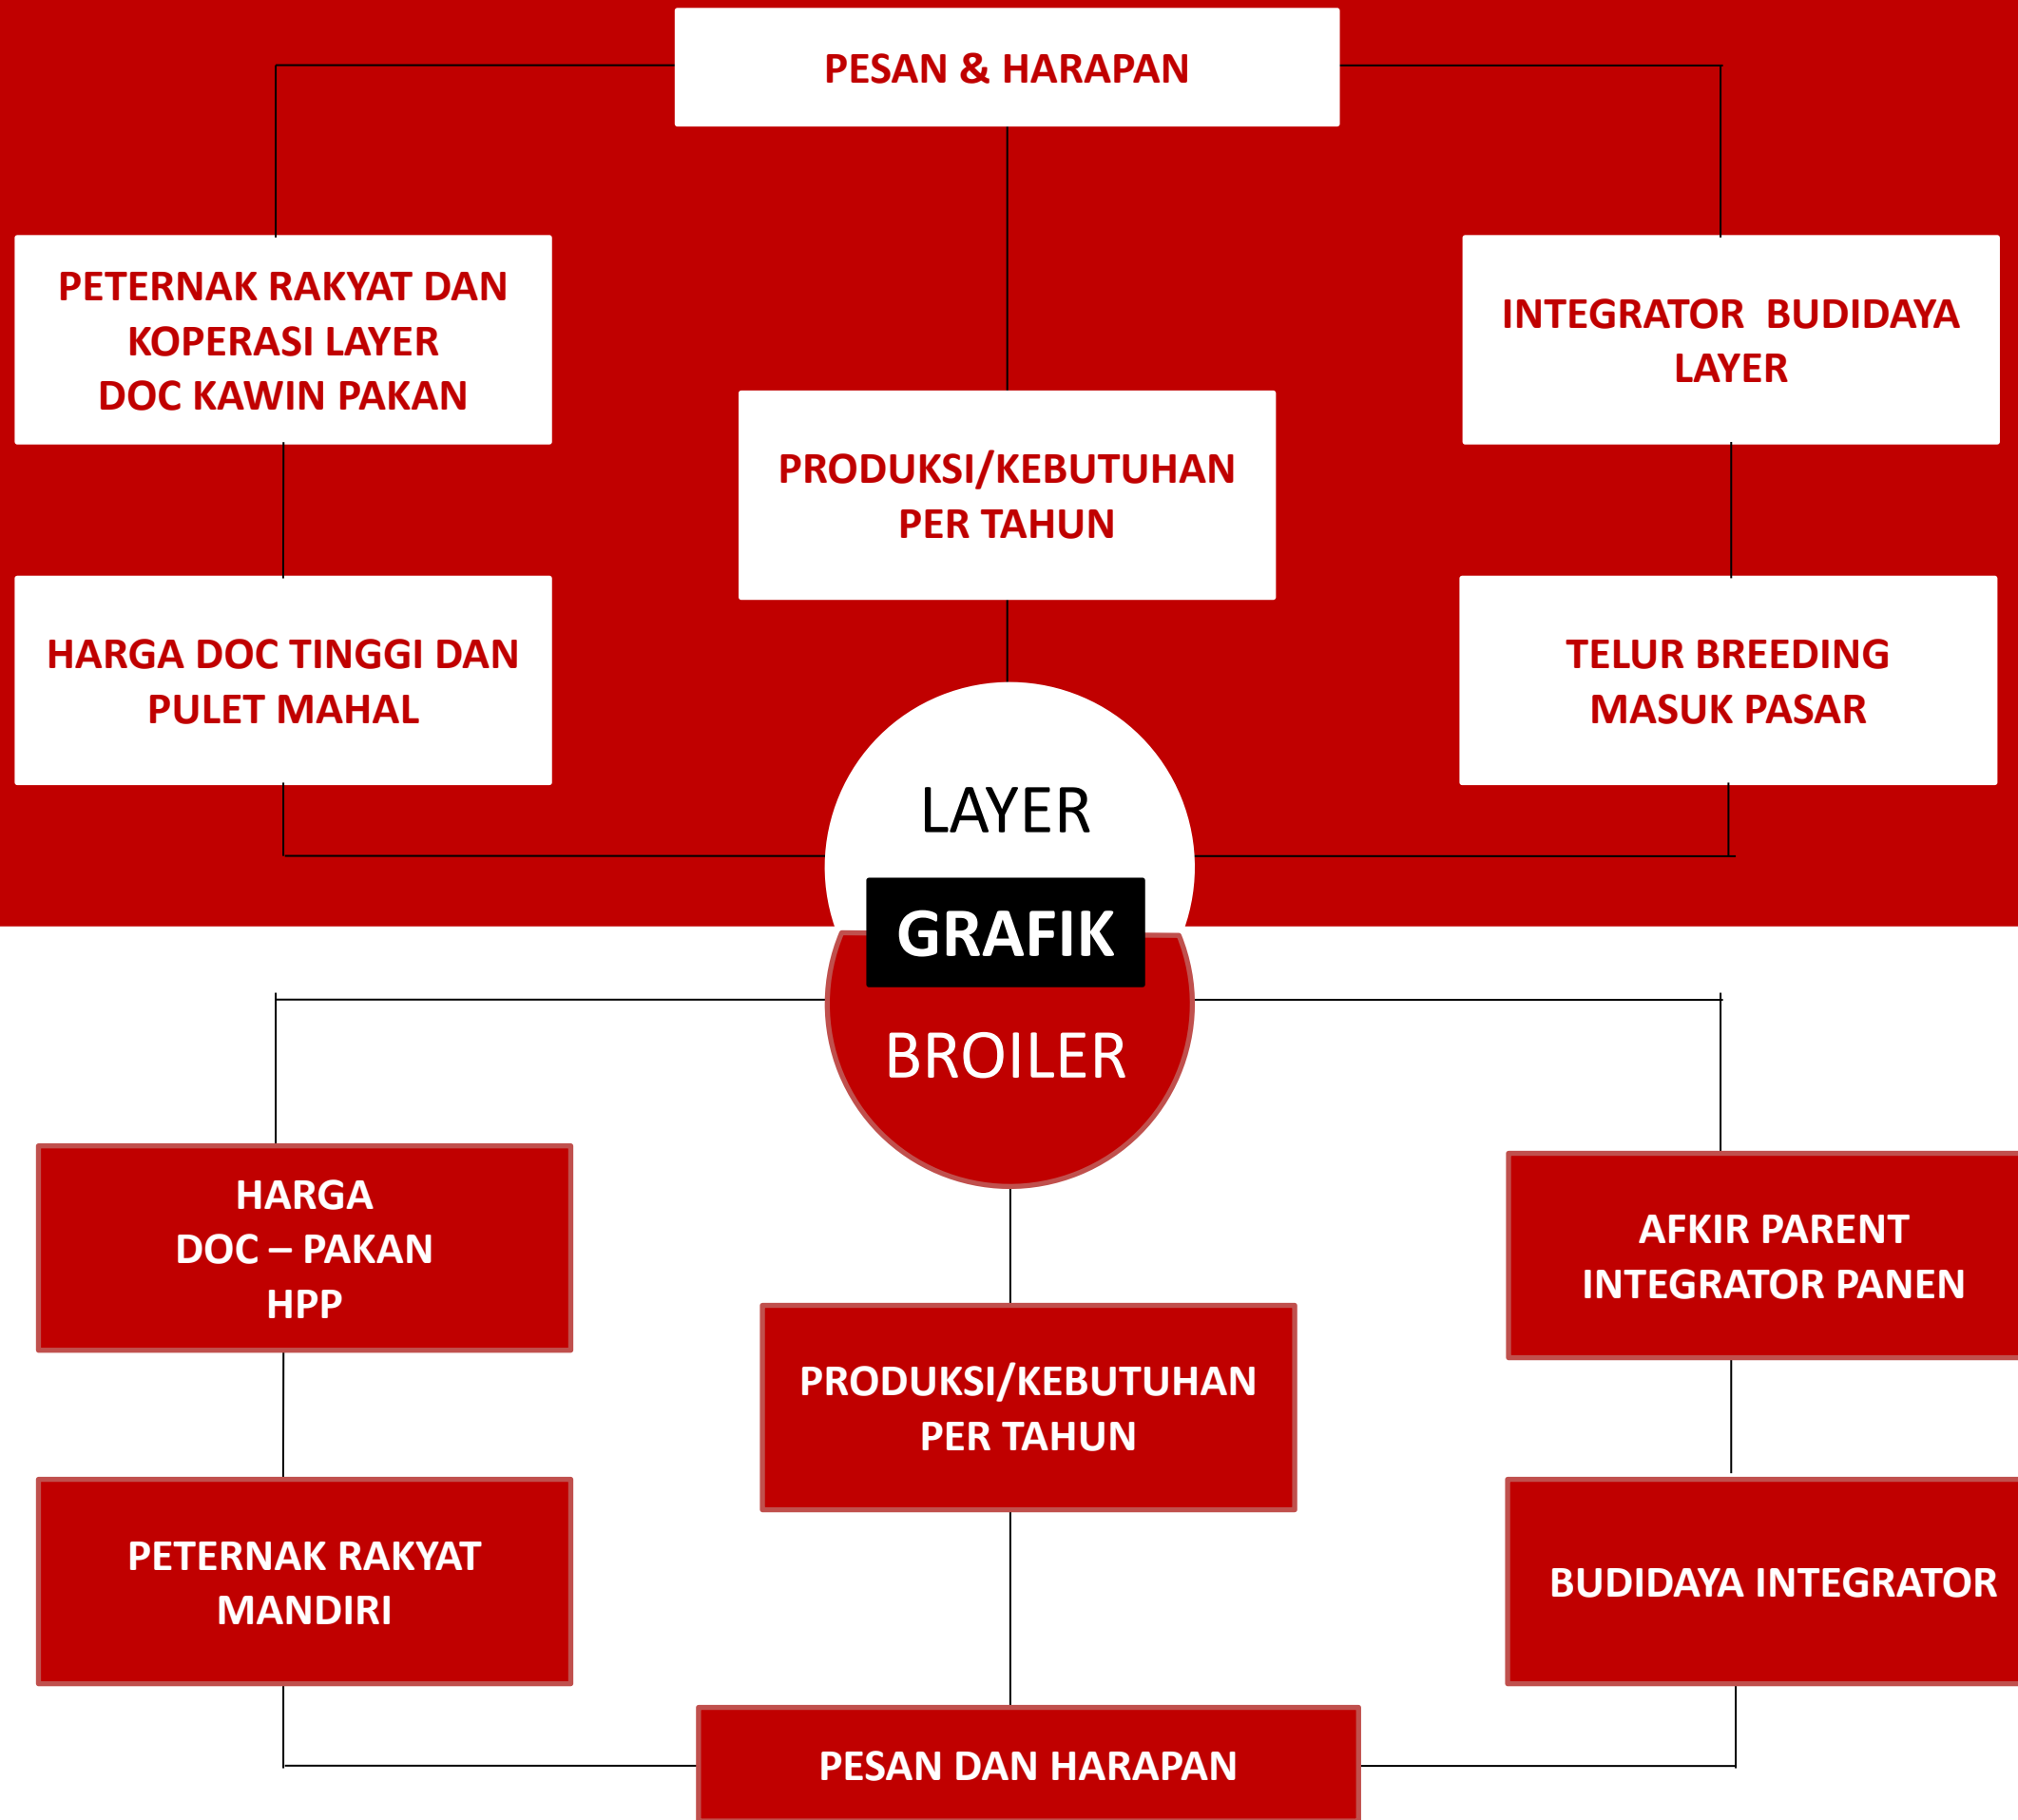 PESAN & HARAPAN
PETERNAK RAKYAT DAN
KOPERASI LAYER
DOC KAWIN PAKAN
INTEGRATOR  BUDIDAYA
LAYER
PRODUKSI/KEBUTUHAN
PER TAHUN
HARGA DOC TINGGI DAN
PULET MAHAL
TELUR BREEDING
MASUK PASAR
LAYER
GRAFIK
BROILER
HARGA
DOC – PAKAN
HPP
AFKIR PARENT
INTEGRATOR PANEN
PRODUKSI/KEBUTUHAN
PER TAHUN
PETERNAK RAKYAT
MANDIRI
BUDIDAYA INTEGRATOR
PESAN DAN HARAPAN